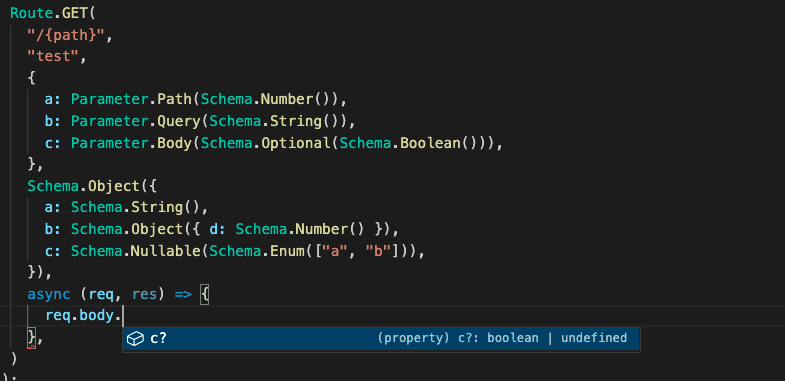 Route.GET(
"/{path}",
"test",
{
a: Parameter.Path(Schema.Number()),
b: Parameter.Query(Schema.String()),
c: Parameter.Body(Schema.Optional(Schema.Boolean())),
},
Schema.Object({
a: Schema.String(),
b: Schema.Object({ d: Schema.Number() }),
c: Schema.Nullable(Schema.Enum(["a", "b"])),
}),
async (req, res) => {
req.body.
c? (property) c?: boolean | undefined
},
)
);